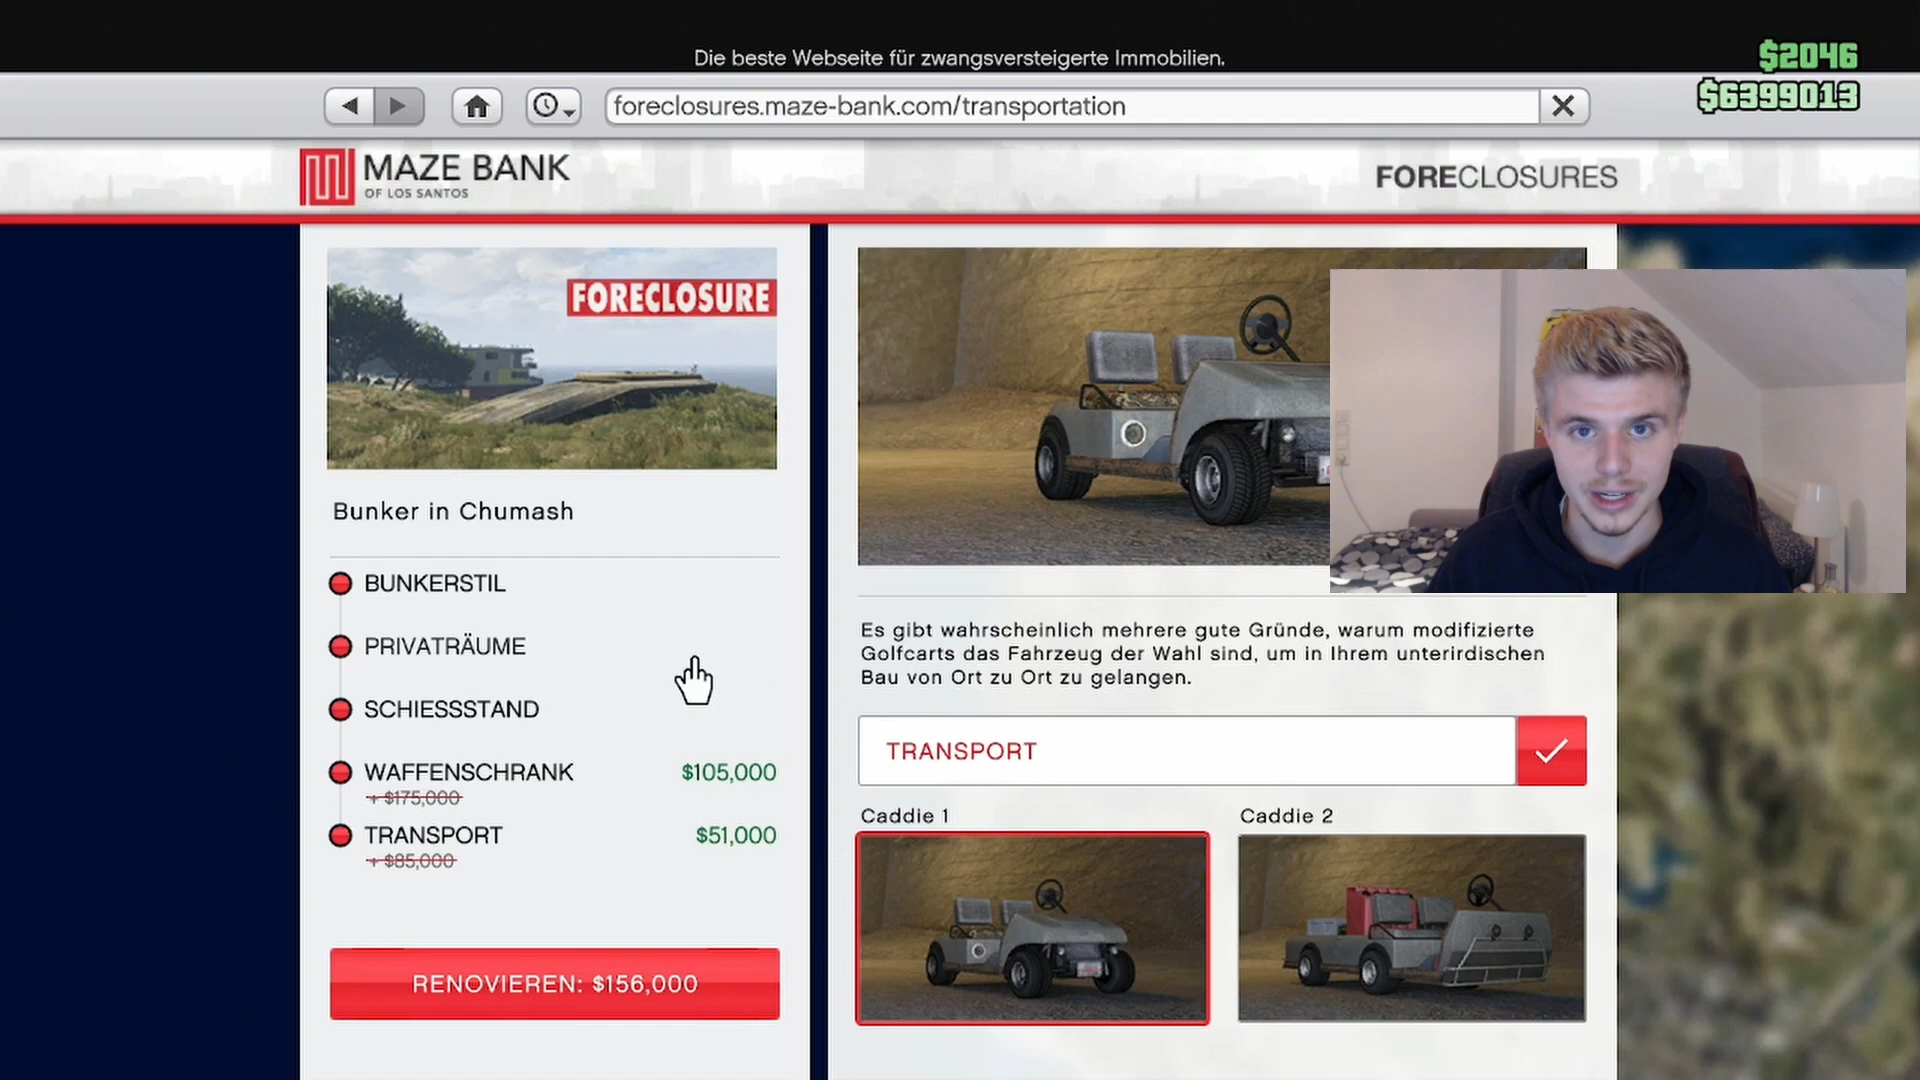 Die beste Webseite für zwangsversteigerte Immobilien.
$2046
$6399013
foreclosures.maze-bank.com/transportation
MAZE BANK
OF LOS SANTOS
FORECLOSURES
FORECLOSURE
Bunker in Chumash
BUNKERSTIL
PRIVATRÄUME
SCHIESSSTAND
WAFFENSCHRANK $105,000
+ $175,000
TRANSPORT $51,000
+ $85,000
RENOVIEREN: $156,000
Es gibt wahrscheinlich mehrere gute Gründe, warum modifizierte
Golfcarts das Fahrzeug der Wahl sind, um in Ihrem unterirdischen
Bau von Ort zu Ort zu gelangen.
TRANSPORT
Caddie 1
Caddie 2